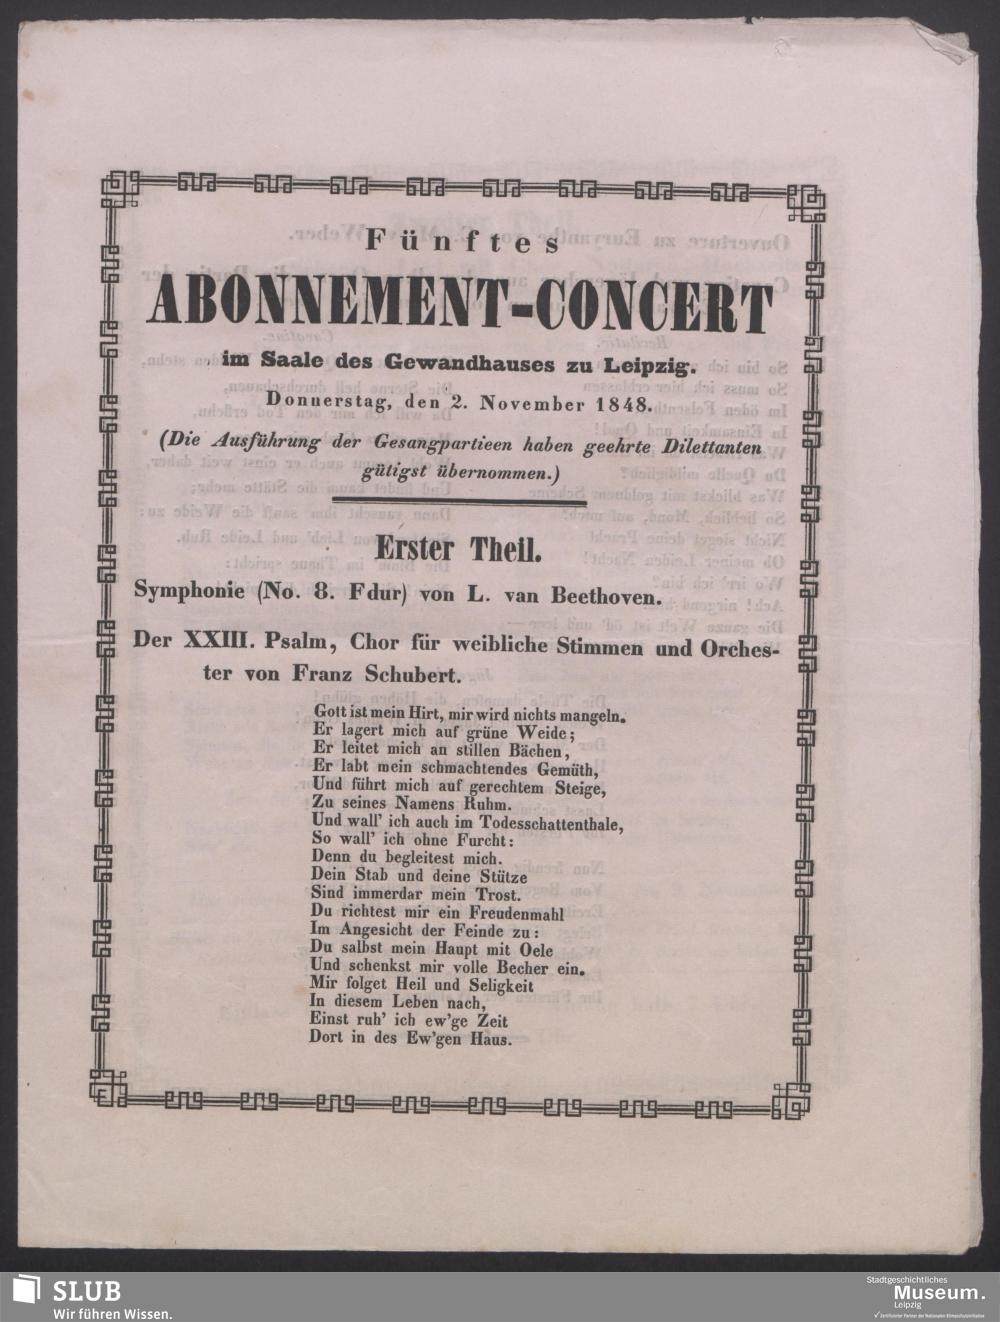 Fünftes
ABONNEMENT-CONCERT
im Saale des Gewandhauses zu Leipzig.
Donnerstag, den 2. November 1848.
(Die Ausführung der Gesangpartieen haben geehrte Dilettanten
gütigst übernommen.)
Erster Theil.
Symphonie (No. 8. Fdur) von L. van Beethoven.
Der XXIII. Psalm, Chor für weibliche Stimmen und Orches-
ter von Franz Schubert.
Gott ist mein Hirt, mir wird nichts mangeln.
Er lagert mich auf grüne Weide;
Er leitet mich an stillen Bächen,
Er labt mein schmachtendes Gemüth,
Und führt mich auf gerechtem Steige,
Zu seines Namens Ruhm.
Und wall' ich auch im Todesschattenthale,
So wall' ich ohne Furcht:
Denn du begleitest mich.
Dein Stab und deine Stütze
Sind immerdar mein Trost.
Du richtest mir ein Freudenmahl
Im Angesicht der Feinde zu:
Du salbst mein Haupt mit Oele
Und schenkst mir volle Becher ein.
Mir folget Heil und Seligkeit
In diesem Leben nach,
Einst ruh' ich ew'ge Zeit
Dort in des Ew'gen Haus.
SLUB
Wir führen Wissen.
Stadtgeschichtliches
Museum.
Leipzig
Zertifizierter Partner der Nationalen Klimaschutzinitiative